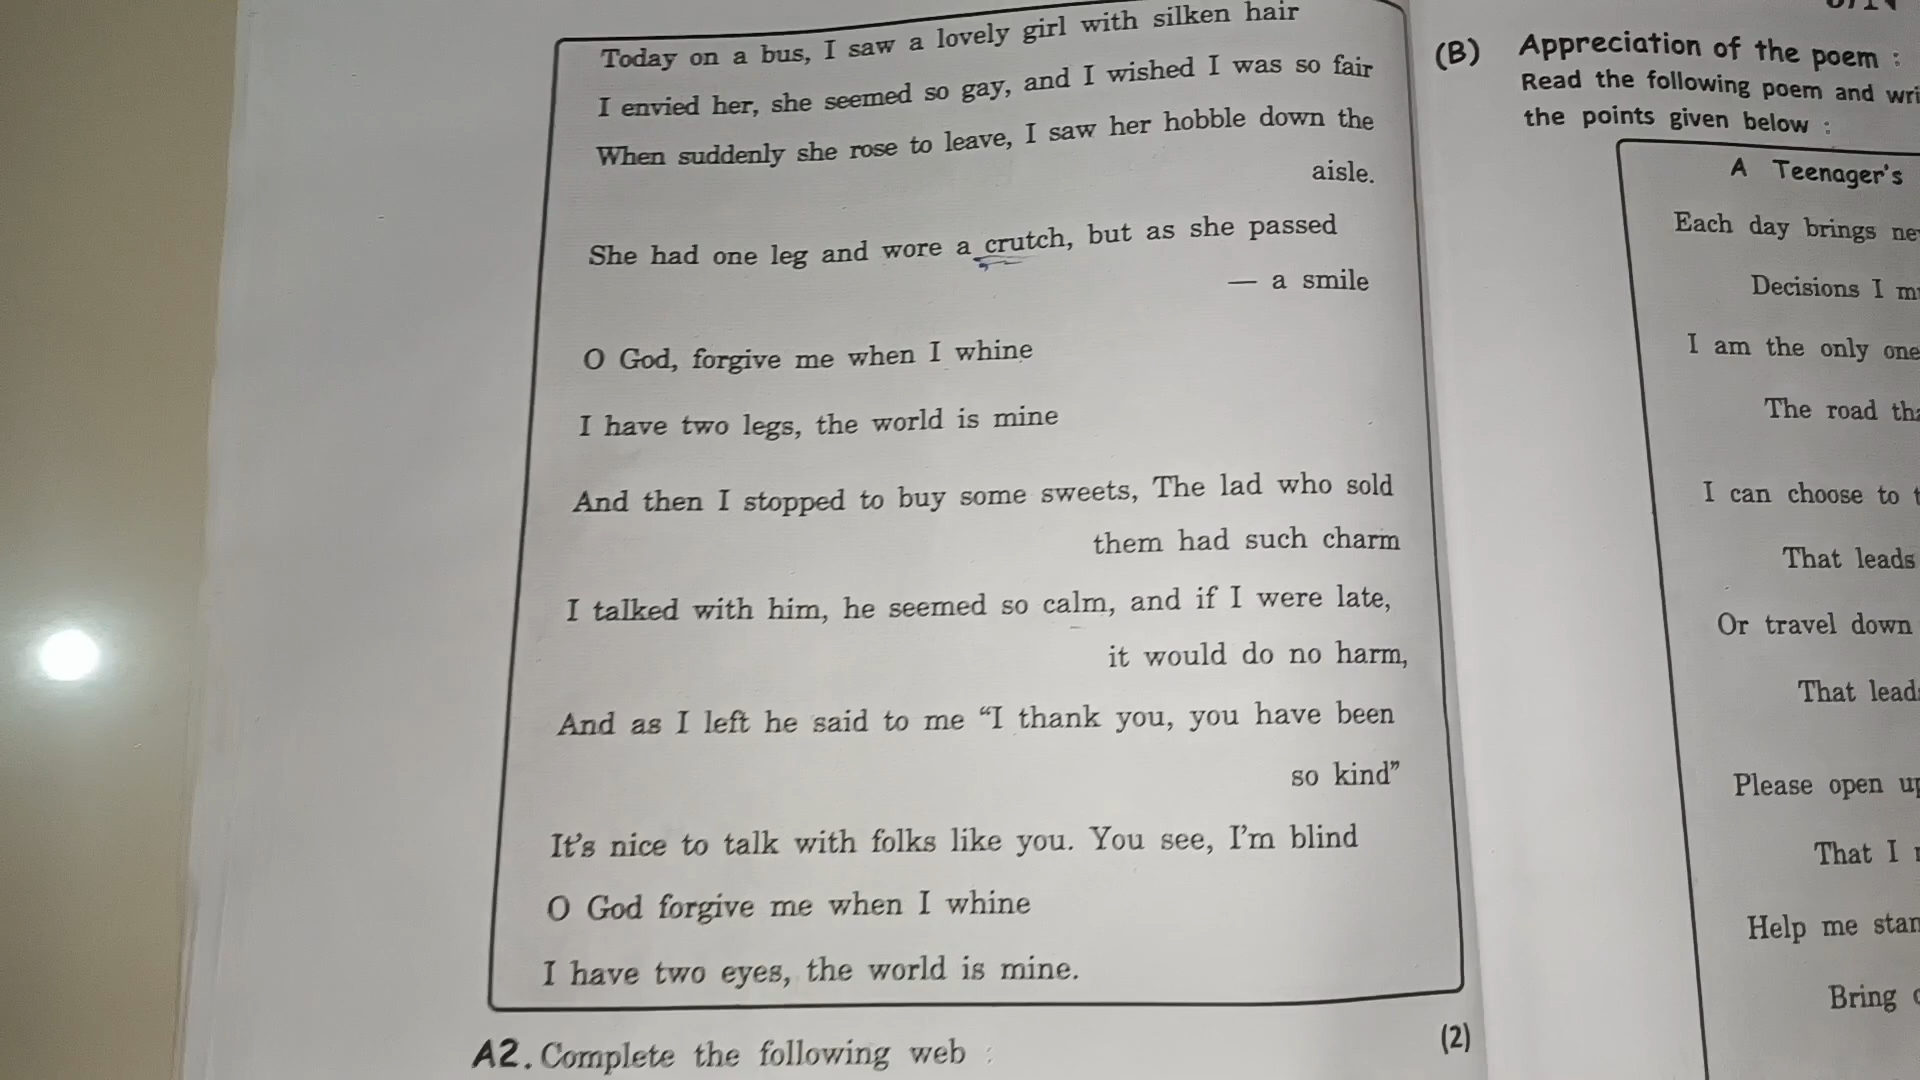 Today on a bus, I saw a lovely girl with silken hair
I envied her, she seemed so gay, and I wished I was so fair
When suddenly she rose to leave, I saw her hobble down the
aisle.
She had one leg and wore a crutch, but as she passed
— a smile
O God, forgive me when I whine
I have two legs, the world is mine
And then I stopped to buy some sweets, The lad who sold
them had such charm
I talked with him, he seemed so calm, and if I were late,
it would do no harm,
And as I left he said to me “I thank you, you have been
so kind”
It’s nice to talk with folks like you. You see, I’m blind
O God forgive me when I whine
I have two eyes, the world is mine.
A2. Complete the following web :
(2)
(B) Appreciation of the poem :
Read the following poem and
the points given below :
A Teenager's
Each day brings
Decisions I
I am the only one
The road
I can choose to
That leads
Or travel down
That
Please open
That I
Help me
Bring